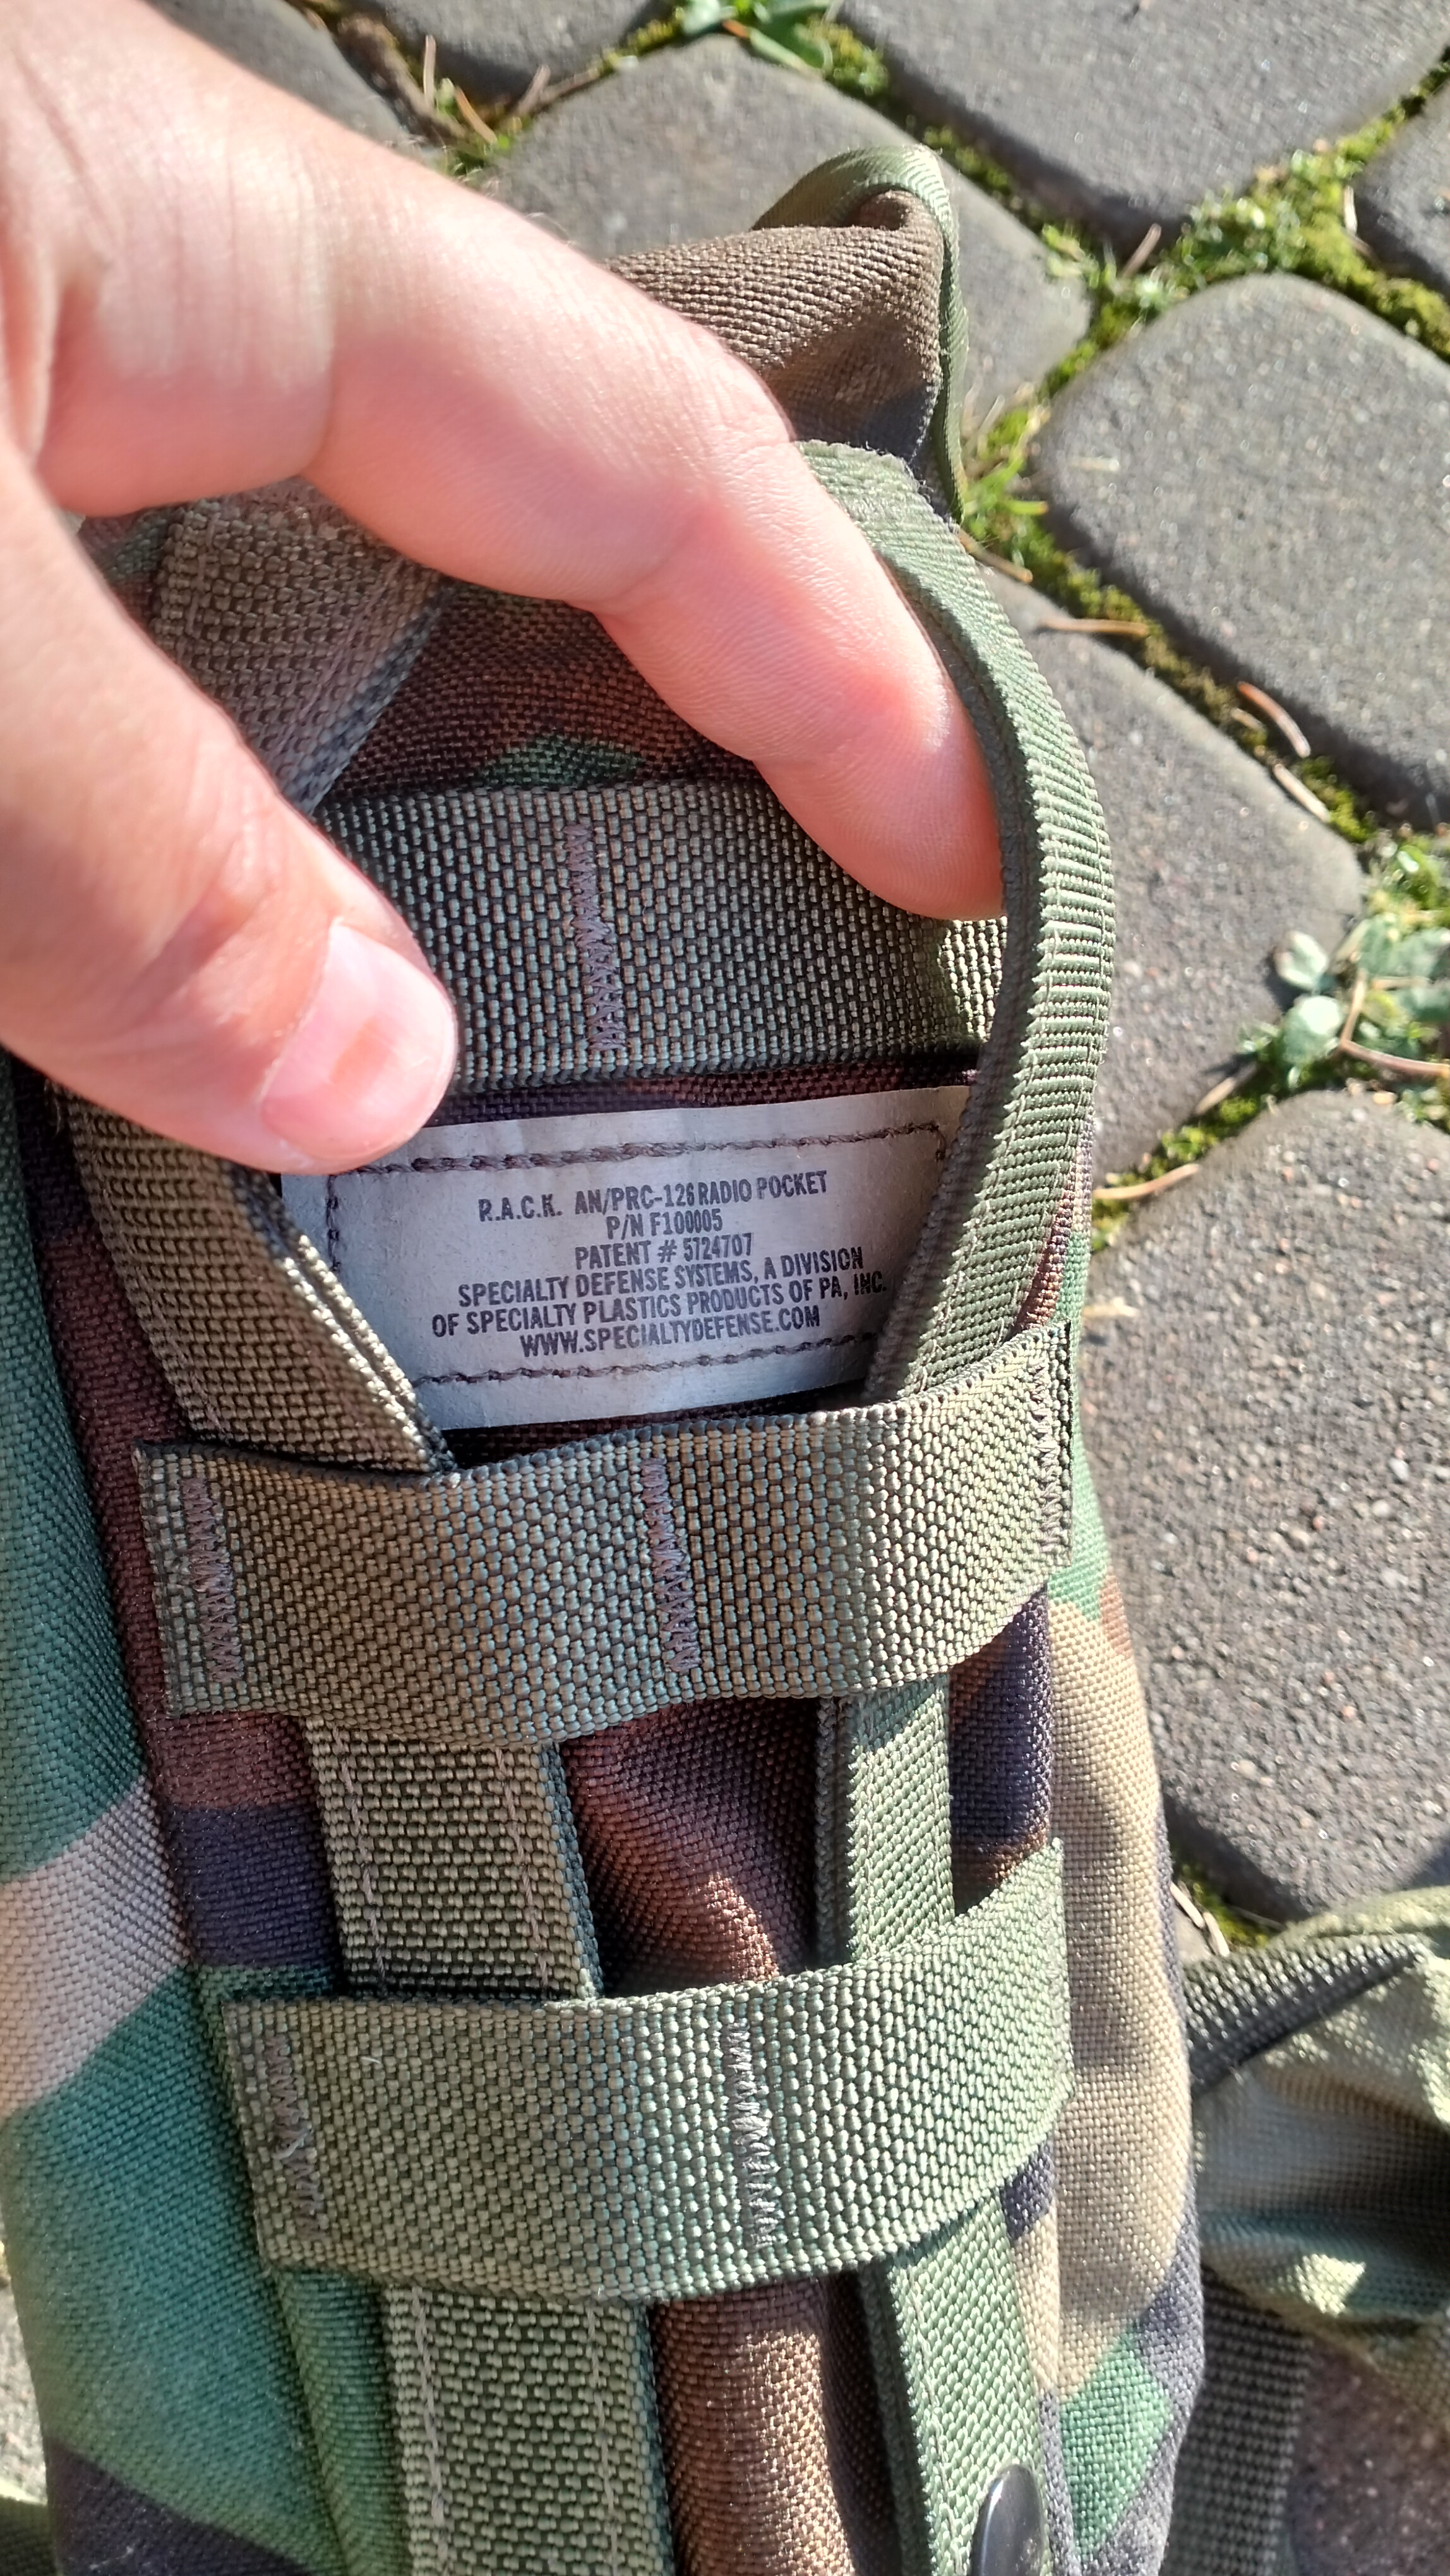 R.A.C.K. AN/PRC-126 RADIO POCKET
P/N F100005
PATENT # 5724707
SPECIALTY DEFENSE SYSTEMS, A DIVISION
OF SPECIALTY PLASTICS PRODUCTS OF PA, INC.
WWW.SPECIALTYDEFENSE.COM